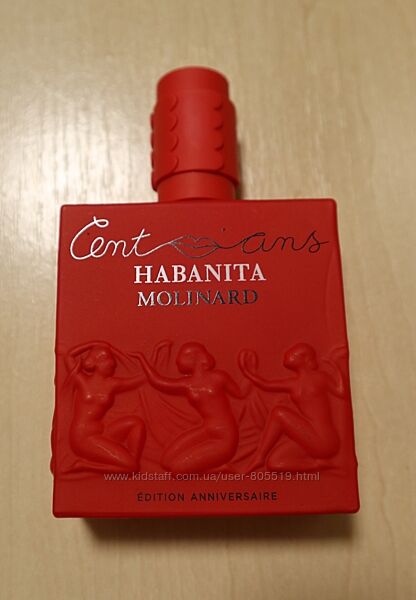 Cent ans
HABANITA
MOLINARD
www.kidstaff.com.ua/user-805519.html
ÉDITION ANNIVERSAIRE